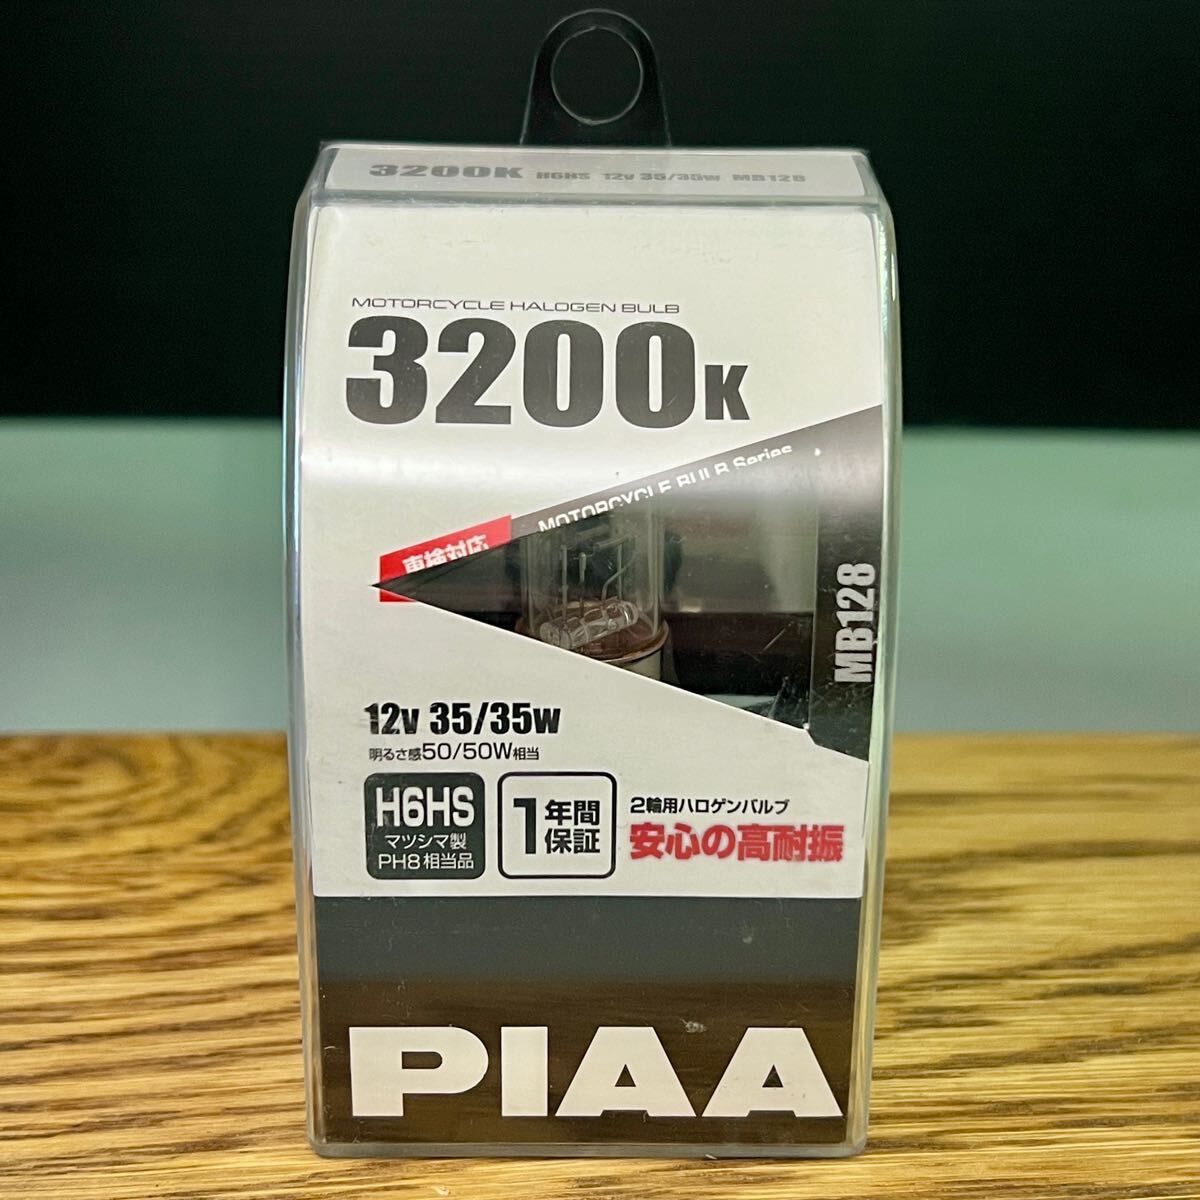 3200K H6HS 12V 35/35W MB128
MOTORCYCLE HALOGEN BULB
3200K
MOTORCYCLE BULB Series
車検対応
MB128
12V 35/35W
明るさ感50/50W相当
H6HS
マツシマ製
PH8相当品
1年間
保証
2輪用ハロゲンバルブ
安心の高耐振
PIAA